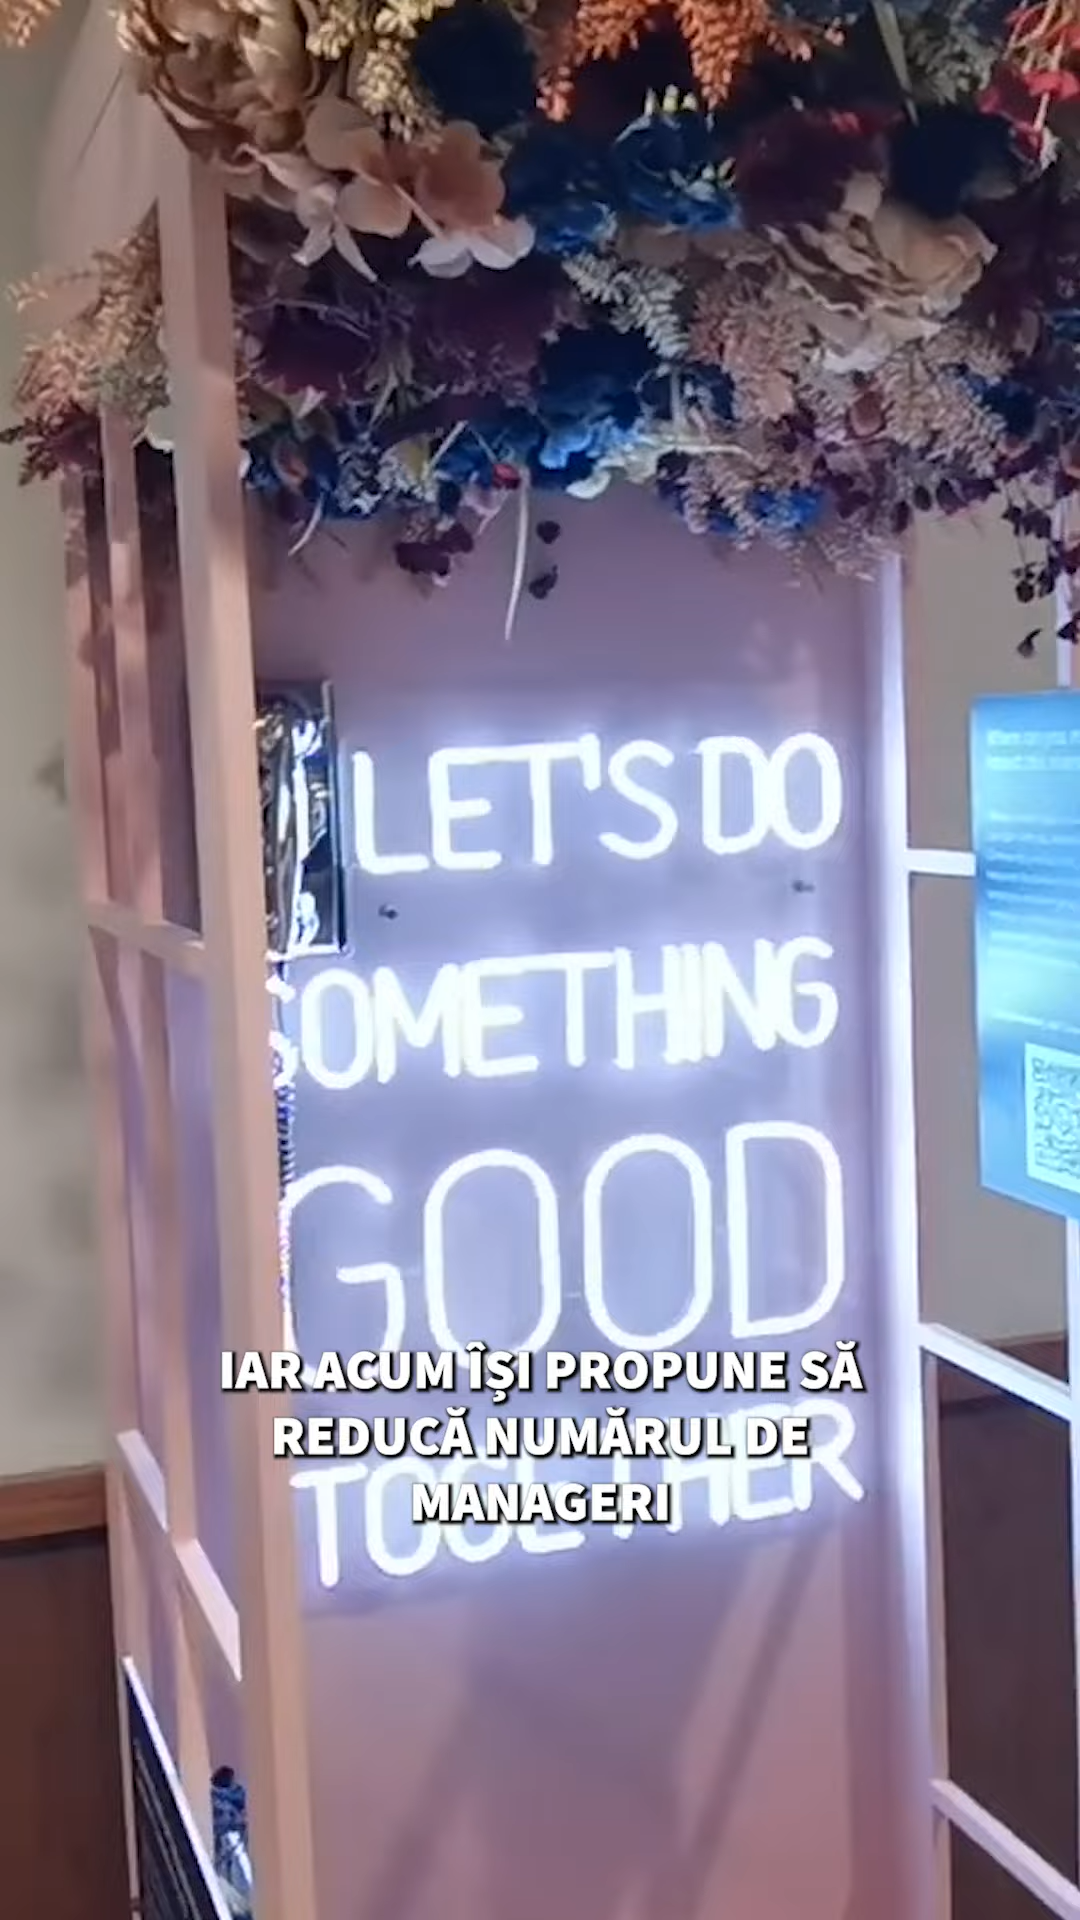 LET'S DO
SOMETHING
GOOD
TOGETHER
IAR ACUM ÎȘI PROPUNE SĂ
REDUCĂ NUMĂRUL DE
MANAGERI